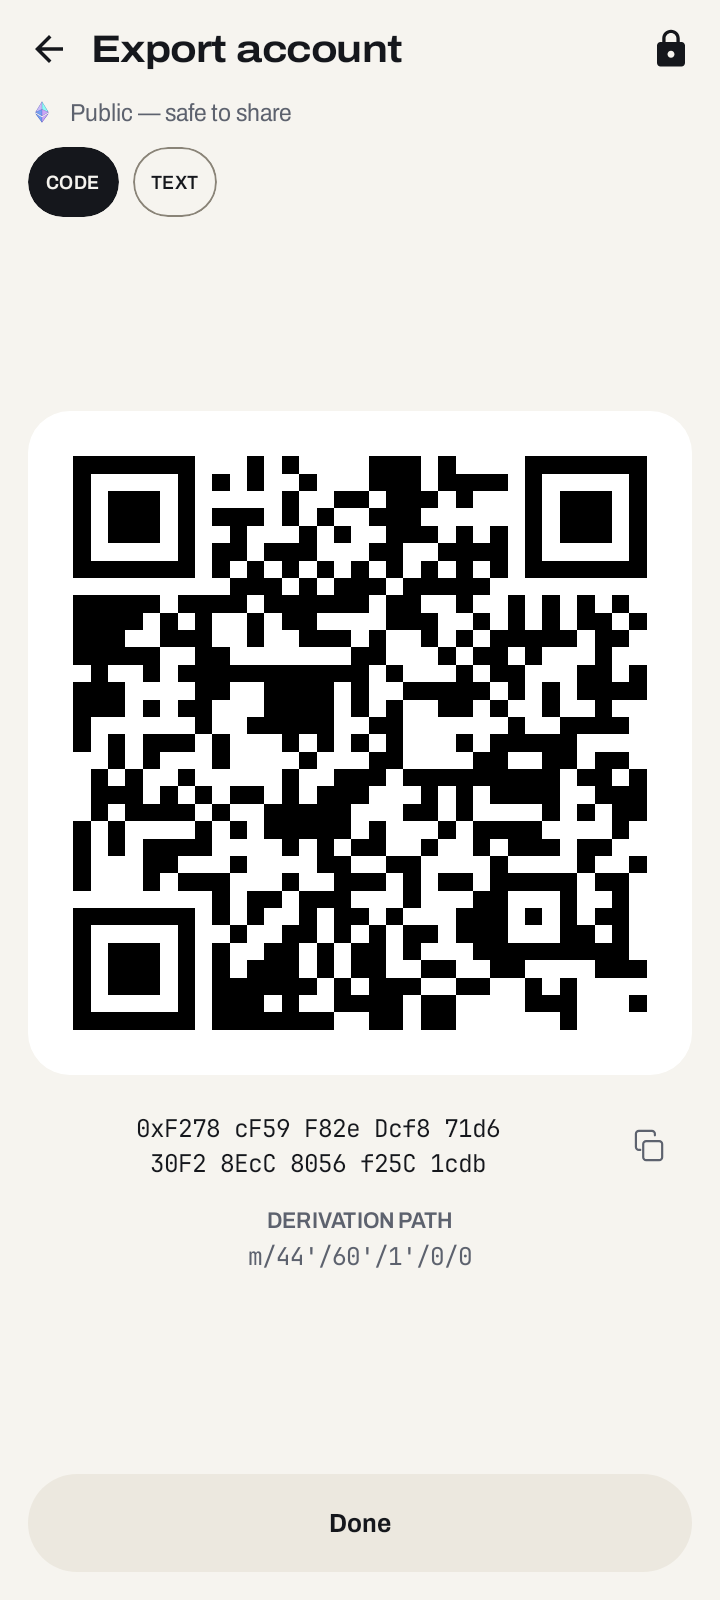 Export account
Public — safe to share
CODE TEXT
0xF278 cF59 F82e Dcf8 71d6
30F2 8EcC 8056 f25C 1cdb
DERIVATION PATH
m/44'/60'/1'/0/0
Done